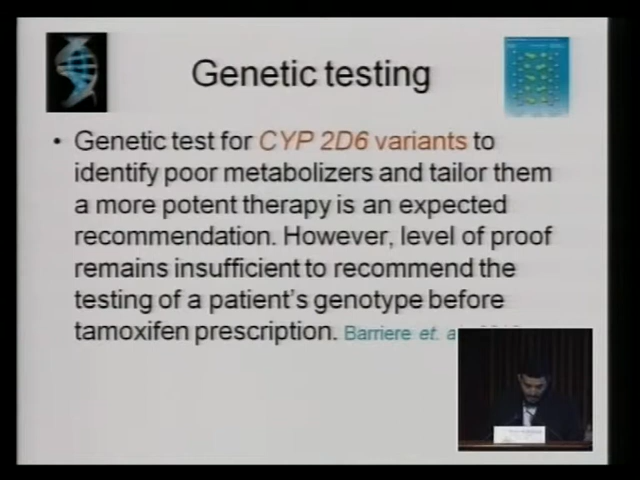 Genetic testing
• Genetic test for CYP 2D6 variants to
identify poor metabolizers and tailor them
a more potent therapy is an expected
recommendation. However, level of proof
remains insufficient to recommend the
testing of a patient's genotype before
tamoxifen prescription. Barriere et.